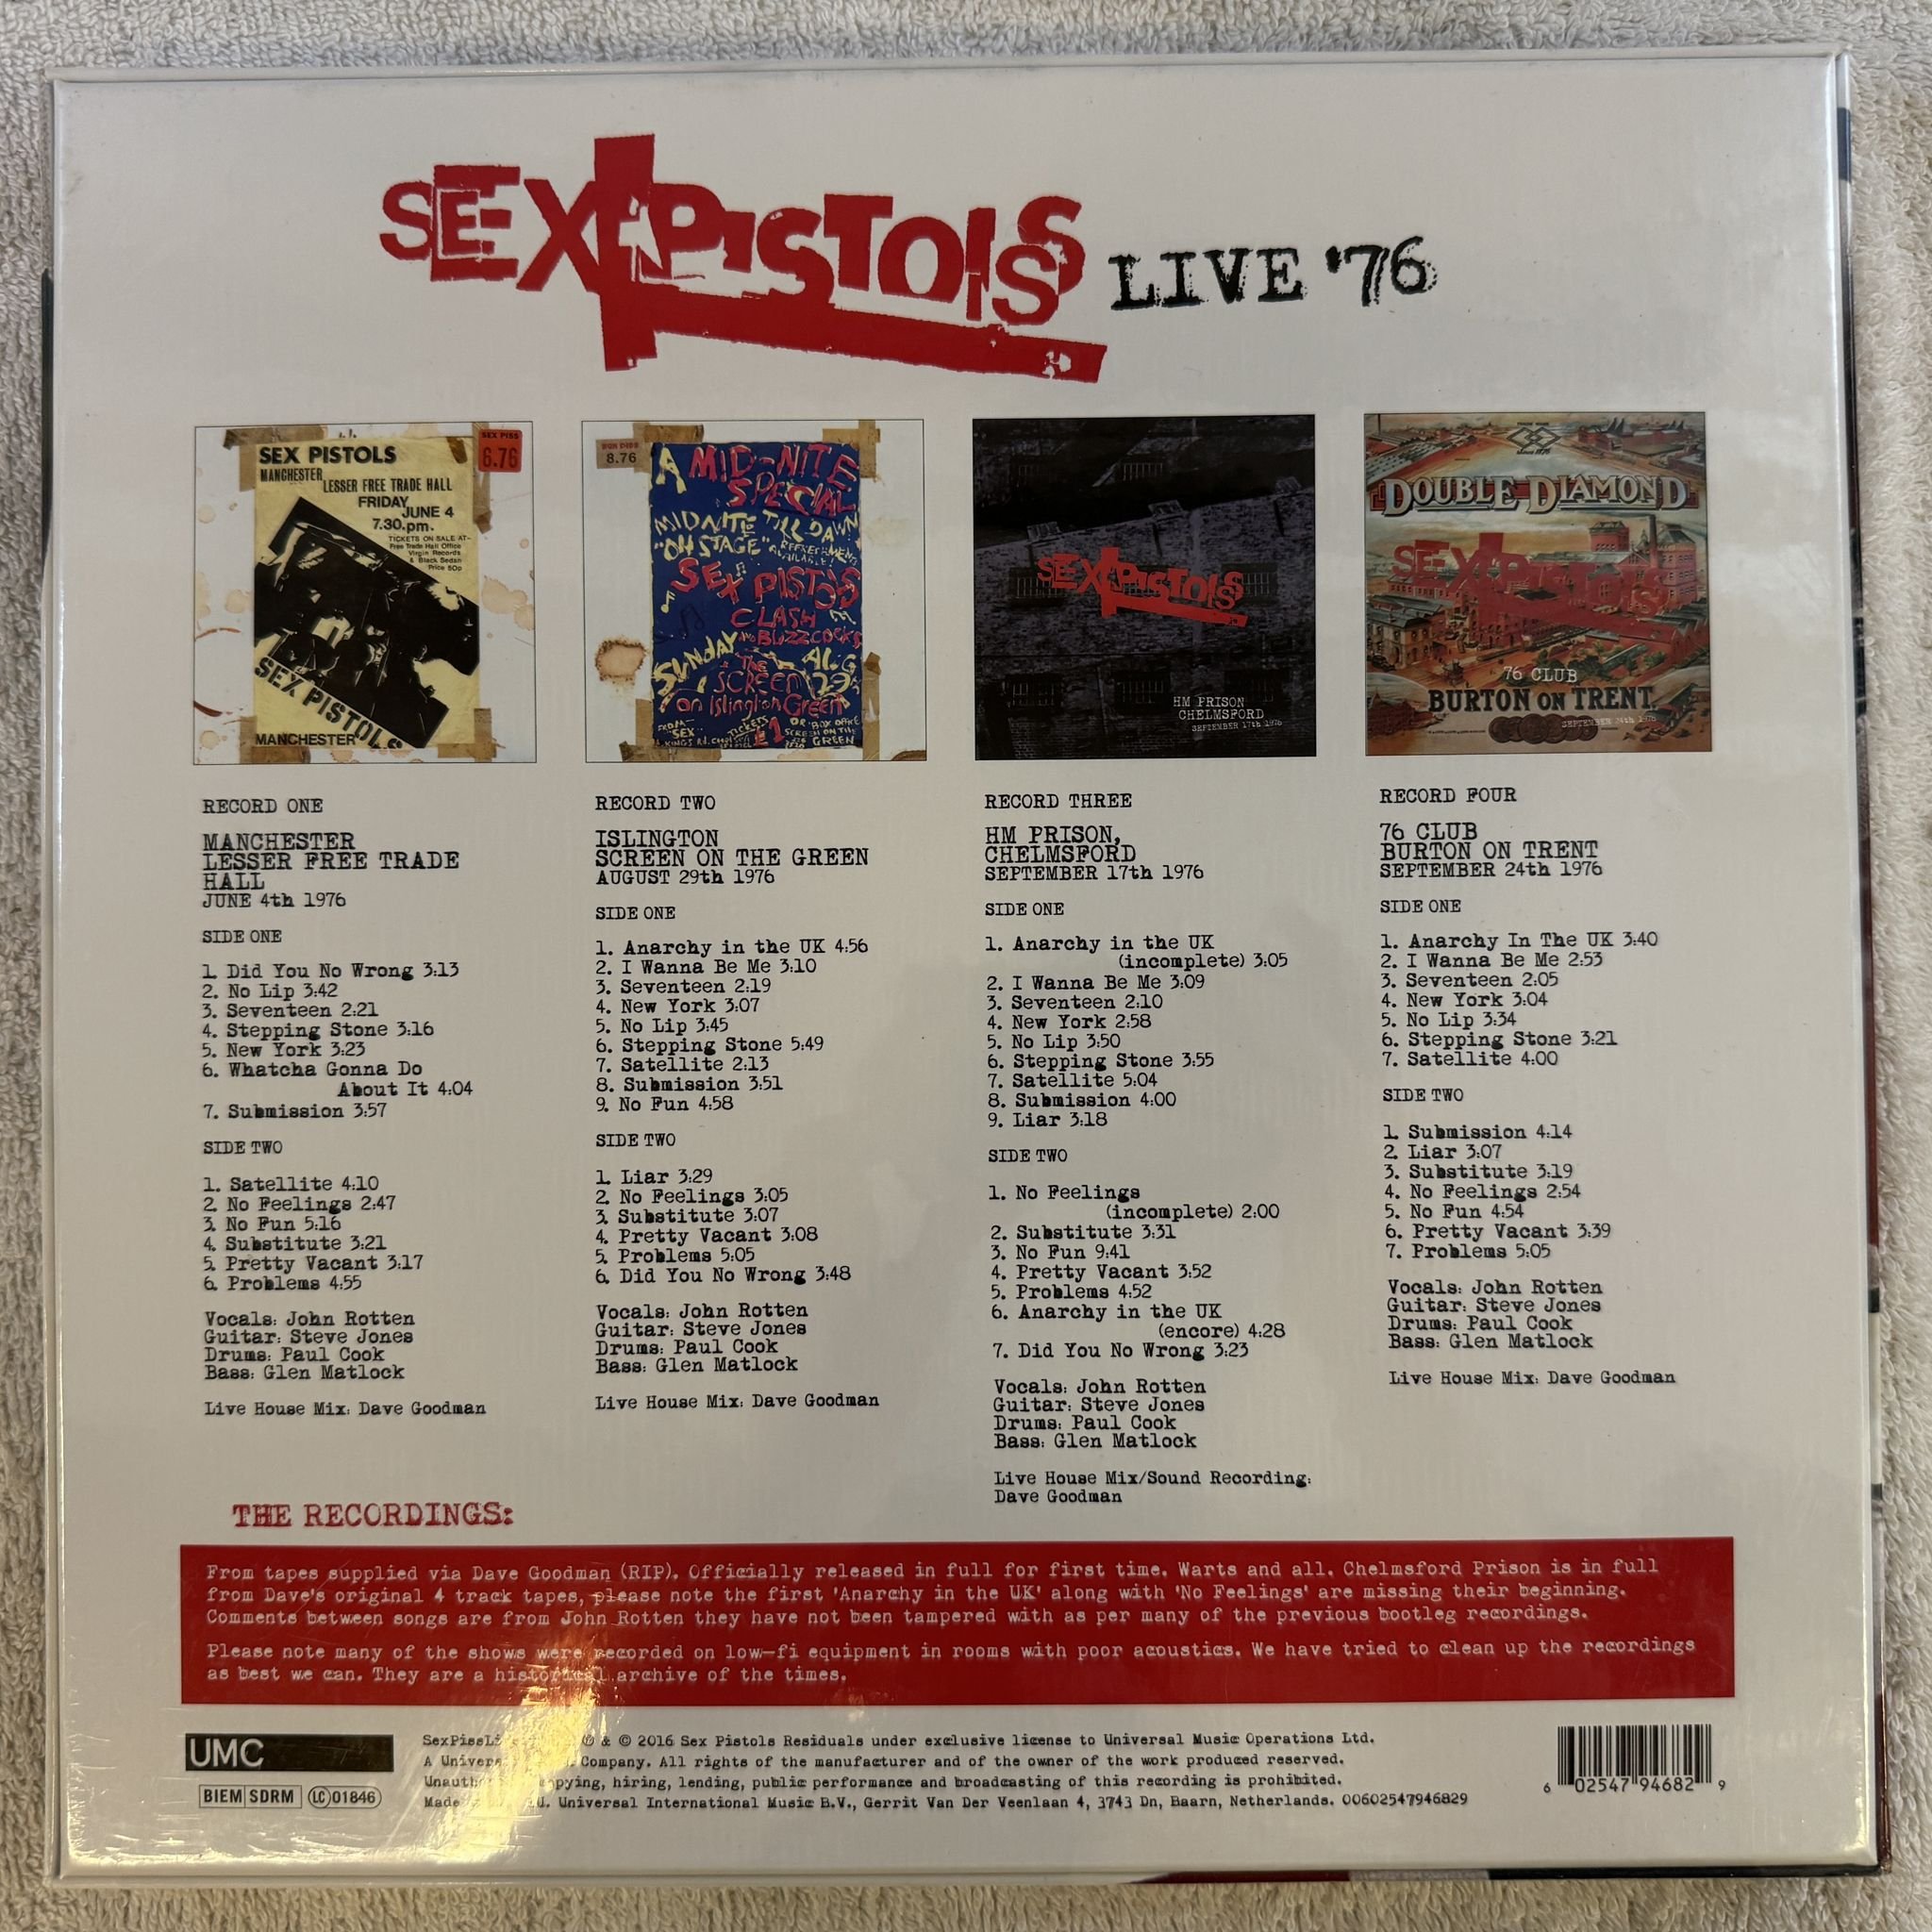 SEX PISTOLS LIVE '76
SEX PISTOLS
MANCHESTER
LESSER FREE TRADE HALL
FRIDAY
JUNE 4
7.30.pm.
TICKETS ON SALE AT-
Free Trade Hall Office
Virgin Records
& Black Sedan
Price 50p
SEX PISTOLS
MANCHESTER
SEX PISS
6.76
8.76
A MID-NITE
SPECIAL
MIDNITE TILL DAWN
"ON STAGE"
SEX PISTOLS
CLASH
AND BUZZCOCKS
SUNDAY AUG 29
THE
SCREEN
on Islington Green
SEX PISTOLS
HM PRISON
CHELMSFORD
SEPTEMBER 17th 1976
DOUBLE DIAMOND
SEX PISTOLS
76 CLUB
BURTON ON TRENT
SEPTEMBER 24th 1976
RECORD ONE
MANCHESTER
LESSER FREE TRADE
HALL
JUNE 4th 1976
SIDE ONE
1. Did You No Wrong 3:13
2. No Lip 3:42
3. Seventeen 2:21
4. Stepping Stone 3:16
5. New York 3:23
6. Whatcha Gonna Do
About It 4:04
7. Submission 3:57
SIDE TWO
1. Satellite 4:10
2. No Feelings 2:47
3. No Fun 5:16
4. Substitute 3:21
5. Pretty Vacant 3:17
6. Problems 4:55
Vocals: John Rotten
Guitar: Steve Jones
Drums: Paul Cook
Bass: Glen Matlock
Live House Mix: Dave Goodman
RECORD TWO
ISLINGTON
SCREEN ON THE GREEN
AUGUST 29th 1976
SIDE ONE
1. Anarchy in the UK 4:56
2. I Wanna Be Me 3:10
3. Seventeen 2:19
4. New York 3:07
5. No Lip 3:45
6. Stepping Stone 5:49
7. Satellite 2:13
8. Submission 3:51
9. No Fun 4:58
SIDE TWO
1. Liar 3:29
2. No Feelings 3:05
3. Substitute 3:07
4. Pretty Vacant 3:08
5. Problems 5:05
6. Did You No Wrong 3:48
Vocals: John Rotten
Guitar: Steve Jones
Drums: Paul Cook
Bass: Glen Matlock
Live House Mix: Dave Goodman
RECORD THREE
HM PRISON,
CHELMSFORD
SEPTEMBER 17th 1976
SIDE ONE
1. Anarchy in the UK
(incomplete) 3:05
2. I Wanna Be Me 3:09
3. Seventeen 2:10
4. New York 2:58
5. No Lip 3:50
6. Stepping Stone 3:55
7. Satellite 5:04
8. Submission 4:00
9. Liar 3:18
SIDE TWO
1. No Feelings
(incomplete) 2:00
2. Substitute 3:31
3. No Fun 9:41
4. Pretty Vacant 3:52
5. Problems 4:52
6. Anarchy in the UK
(encore) 4:28
7. Did You No Wrong 3:23
Vocals: John Rotten
Guitar: Steve Jones
Drums: Paul Cook
Bass: Glen Matlock
Live House Mix/Sound Recording:
Dave Goodman
RECORD FOUR
76 CLUB
BURTON ON TRENT
SEPTEMBER 24th 1976
SIDE ONE
1. Anarchy In The UK 3:40
2. I Wanna Be Me 2:53
3. Seventeen 2:05
4. New York 3:04
5. No Lip 3:34
6. Stepping Stone 3:21
7. Satellite 4:00
SIDE TWO
1. Submission 4:14
2. Liar 3:07
3. Substitute 3:19
4. No Feelings 2:54
5. No Fun 4:54
6. Pretty Vacant 3:39
7. Problems 5:05
Vocals: John Rotten
Guitar: Steve Jones
Drums: Paul Cook
Bass: Glen Matlock
Live House Mix: Dave Goodman
THE RECORDINGS:
From tapes supplied via Dave Goodman (RIP). Officially released in full for first time. Warts and all. Chelmsford Prison is in full
from Dave's original 4 track tapes, please note the first 'Anarchy in the UK' along with 'No Feelings' are missing their beginning.
Comments between songs are from John Rotten they have not been tampered with as per many of the previous bootleg recordings.
Please note many of the shows were recorded on low-fi equipment in rooms with poor acoustics. We have tried to clean up the recordings
as best we can. They are a historical archive of the times.
UMC
BIEM SDRM LC 01846
℗ & © 2016 Sex Pistols Residuals under exclusive license to Universal Music Operations Ltd.
A Company. All rights of the manufacturer and of the owner of the work produced reserved.
hiring, lending, public performance and broadcasting of this recording is prohibited.
Made Universal International Music B.V., Gerrit Van Der Veenlaan 4, 3743 Dn, Baarn, Netherlands. 00602547946829
6 02547 94682 9